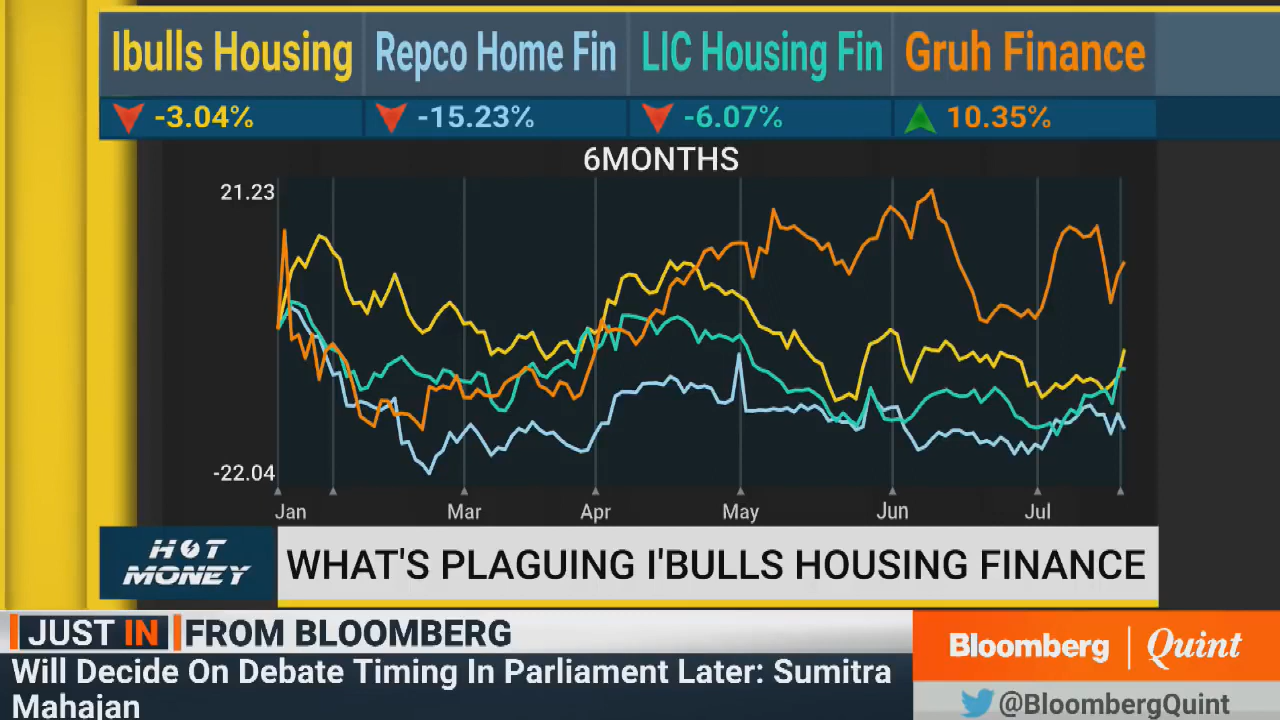 Ibulls Housing Repco Home Fin LIC Housing Fin Gruh Finance
-3.04% -15.23% -6.07% 10.35%
6MONTHS
21.23
-22.04
Jan Mar Apr May Jun Jul
HOT
MONEY
WHAT'S PLAGUING I'BULLS HOUSING FINANCE
JUST IN FROM BLOOMBERG
Will Decide On Debate Timing In Parliament Later: Sumitra
Mahajan
Bloomberg | Quint
@BloombergQuint